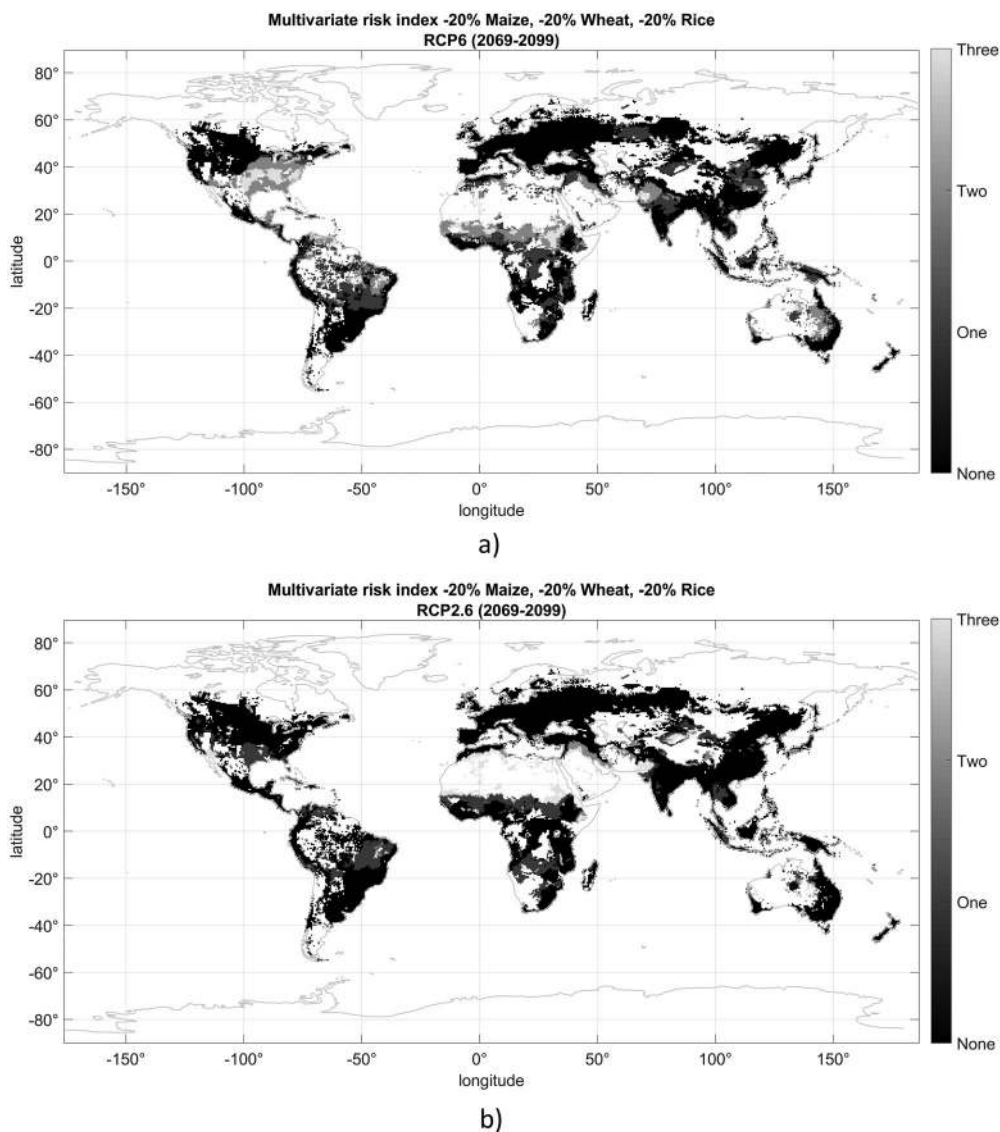 Multivariate risk index -20% Maize, -20% Wheat, -20% Rice
RCP6 (2069-2099)
80°
60°
40°
20°
0°
-20°
-40°
-60°
-80°
latitude
-150°
-100°
-50°
0°
50°
100°
150°
longitude
Three
Two
One
None
a)
Multivariate risk index -20% Maize, -20% Wheat, -20% Rice
RCP2.6 (2069-2099)
80°
60°
40°
20°
0°
-20°
-40°
-60°
-80°
latitude
-150°
-100°
-50°
0°
50°
100°
150°
longitude
Three
Two
One
None
b)